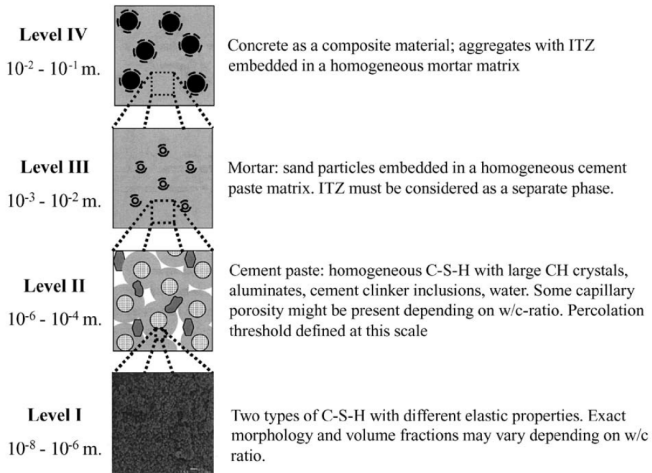 Level IV
10⁻² - 10⁻¹ m.
Concrete as a composite material; aggregates with ITZ
embedded in a homogeneous mortar matrix
Level III
10⁻³ - 10⁻² m.
Mortar: sand particles embedded in a homogeneous cement
paste matrix. ITZ must be considered as a separate phase.
Level II
10⁻⁶ - 10⁻⁴ m.
Cement paste: homogeneous C-S-H with large CH crystals,
aluminates, cement clinker inclusions, water. Some capillary
porosity might be present depending on w/c-ratio. Percolation
threshold defined at this scale
Level I
10⁻⁸ - 10⁻⁶ m.
Two types of C-S-H with different elastic properties. Exact
morphology and volume fractions may vary depending on w/c
ratio.